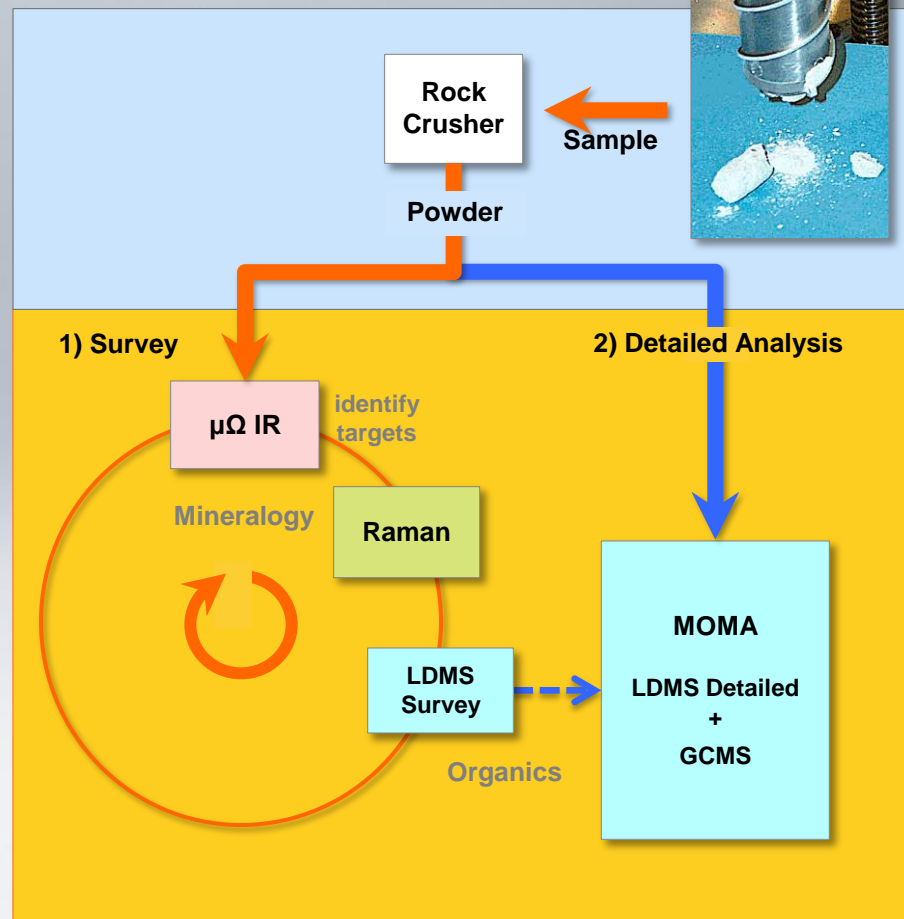 Rock
Crusher
Sample
Powder
1) Survey
2) Detailed Analysis
µΩ IR
identify
targets
Mineralogy
Raman
LDMS
Survey
Organics
MOMA
LDMS Detailed
+
GCMS